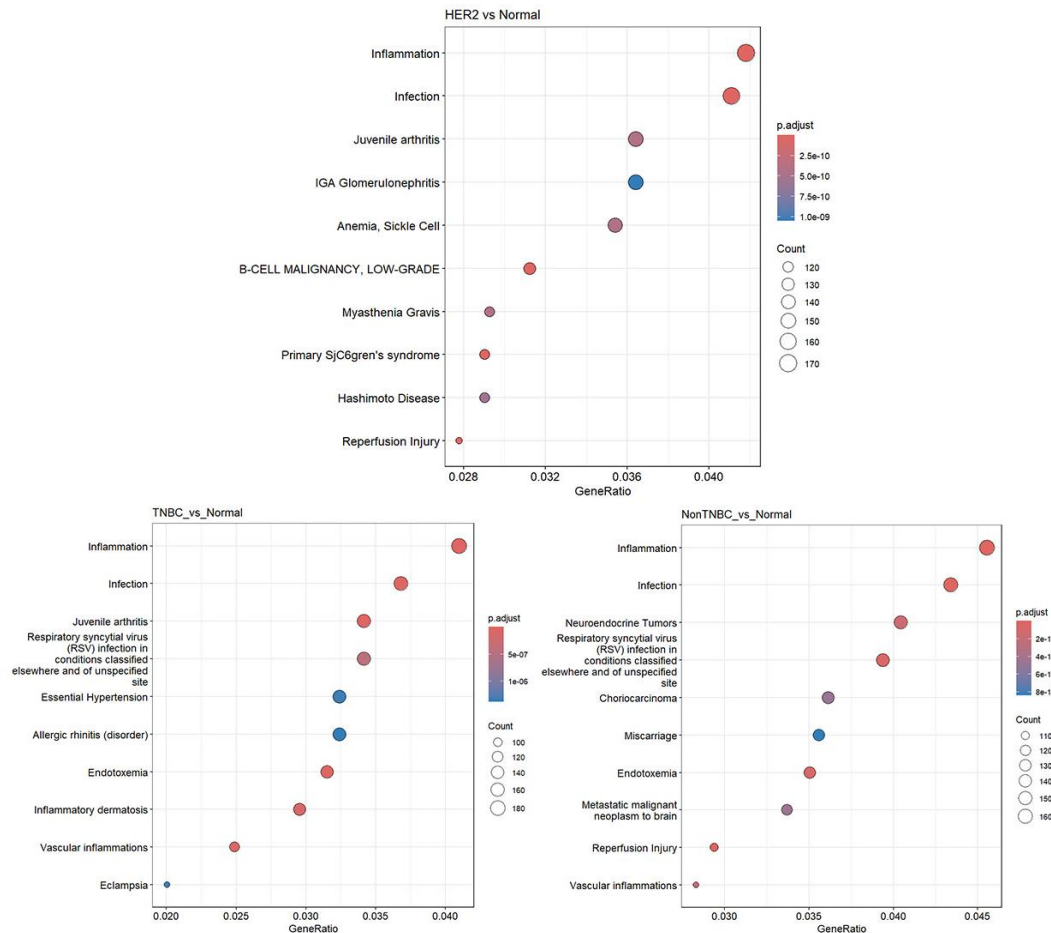 HER2 vs Normal
Inflammation
Infection
Juvenile arthritis
IGA Glomerulonephritis
Anemia, Sickle Cell
B-CELL MALIGNANCY, LOW-GRADE
Myasthenia Gravis
Primary SjC6gren's syndrome
Hashimoto Disease
Reperfusion Injury
0.028 0.032 0.036 0.040
GeneRatio
p.adjust
2.5e-10
5.0e-10
7.5e-10
1.0e-09
Count
120
130
140
150
160
170
TNBC_vs_Normal
Inflammation
Infection
Juvenile arthritis
Respiratory syncytial virus
(RSV) infection in
conditions classified
elsewhere and of unspecified
site
Essential Hypertension
Allergic rhinitis (disorder)
Endotoxemia
Inflammatory dermatosis
Vascular inflammations
Eclampsia
0.020 0.025 0.030 0.035 0.040
GeneRatio
p.adjust
5e-07
1e-06
Count
100
120
140
160
180
NonTNBC_vs_Normal
Inflammation
Infection
Neuroendocrine Tumors
Respiratory syncytial virus
(RSV) infection in
conditions classified
elsewhere and of unspecified
site
Choriocarcinoma
Miscarriage
Endotoxemia
Metastatic malignant
neoplasm to brain
Reperfusion Injury
Vascular inflammations
0.030 0.035 0.040 0.045
GeneRatio
p.adjust
2e-1
4e-1
6e-1
8e-1
Count
110
120
130
140
150
160